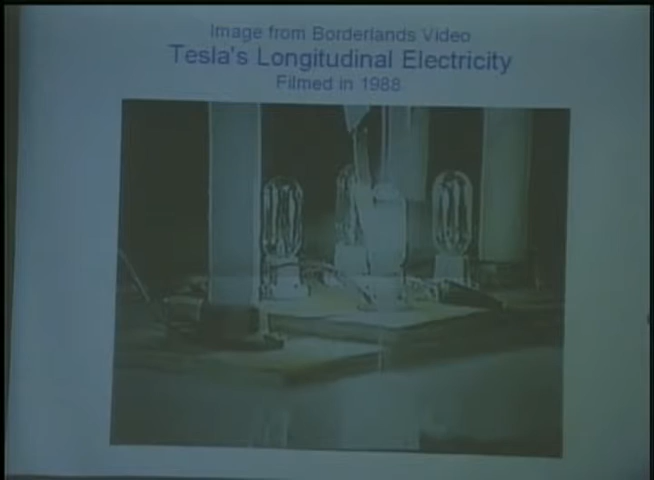 Image from Borderlands Video
Tesla's Longitudinal Electricity
Filmed in 1988